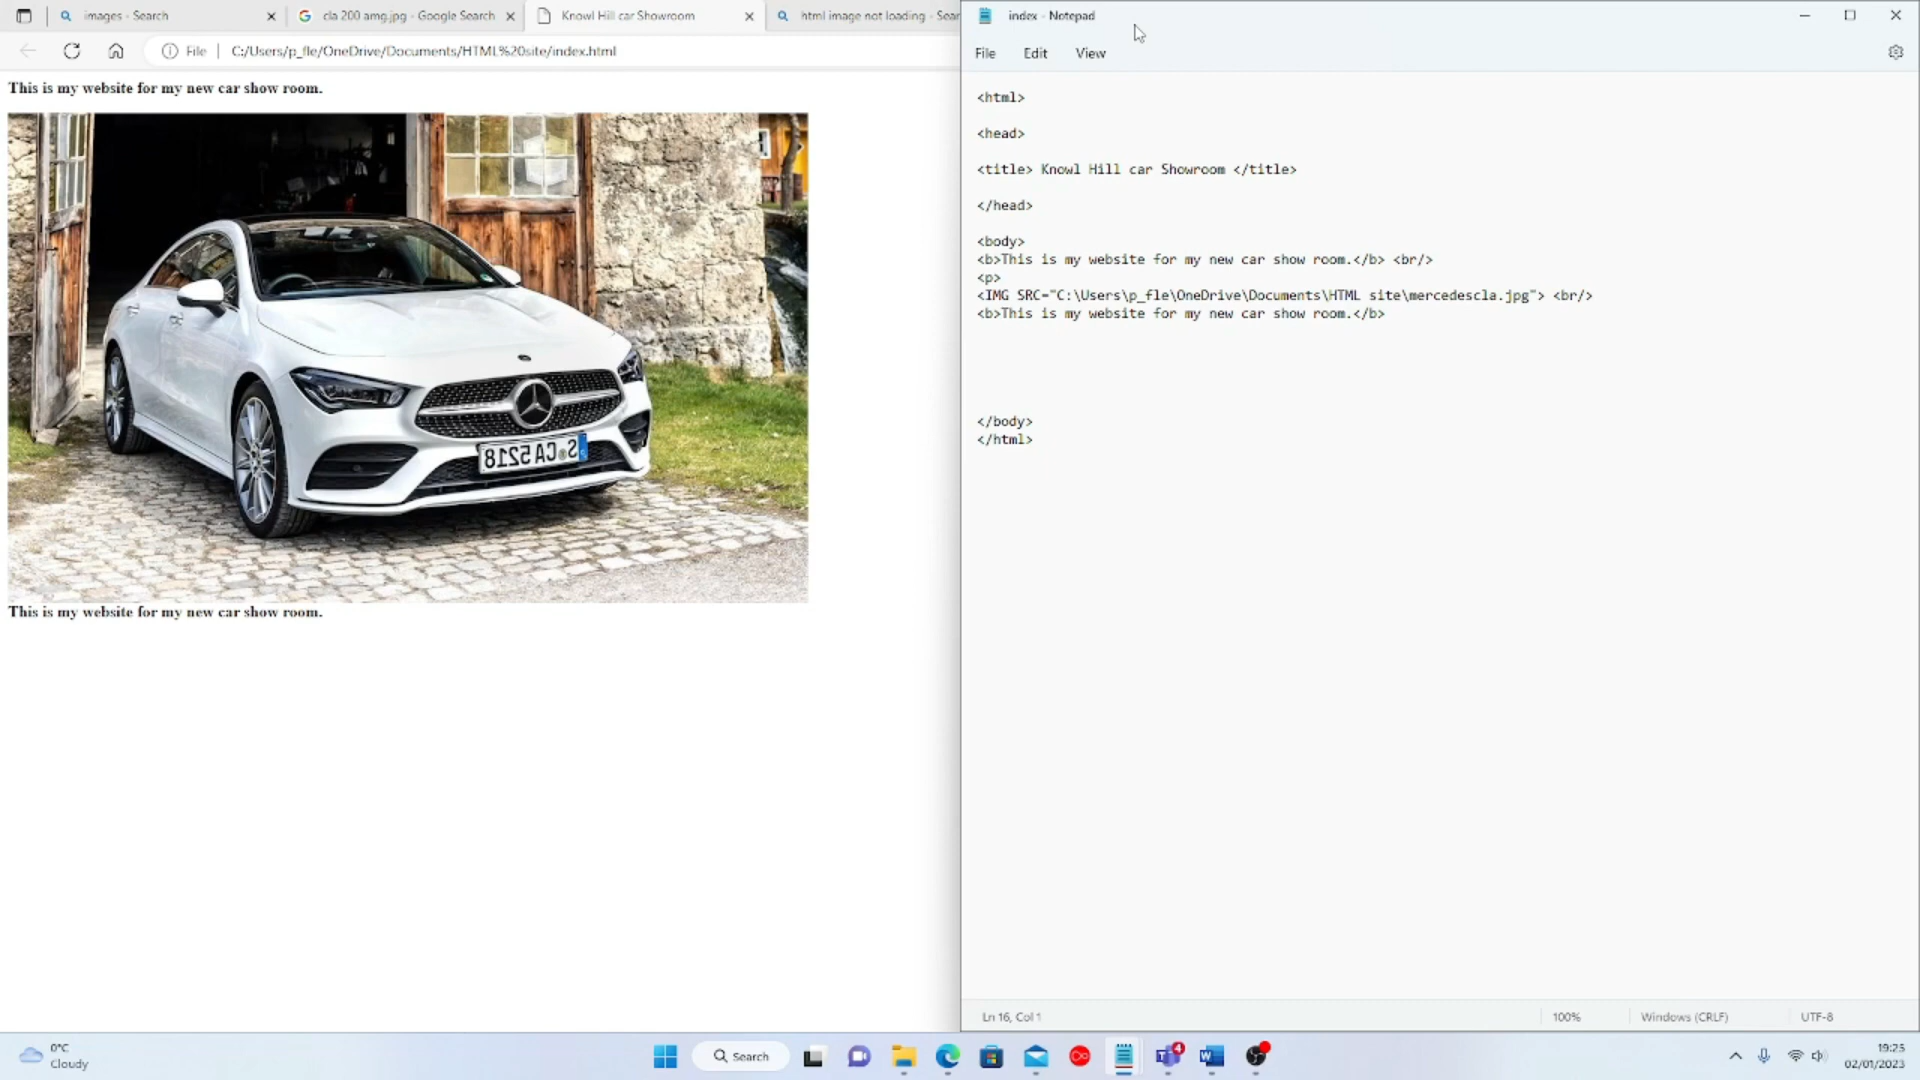 images - Search
cla 200 amg.jpg - Google Search
Knowl Hill car Showroom
html image not loading - Sear
File
C:/Users/p_fle/OneDrive/Documents/HTML%20site/index.html
This is my website for my new car show room.
S CA 5218
This is my website for my new car show room.
index - Notepad
File Edit View
<html>
<head>
<title> Knowl Hill car Showroom </title>
</head>
<body>
<b>This is my website for my new car show room.</b> <br/>
<p>
<IMG SRC="C:\Users\p_fle\OneDrive\Documents\HTML site\mercedescla.jpg"> <br/>
<b>This is my website for my new car show room.</b>
</body>
</html>
Ln 16, Col 1
100%
Windows (CRLF)
UTF-8
0°C
Cloudy
Search
4
19:25
02/01/2023